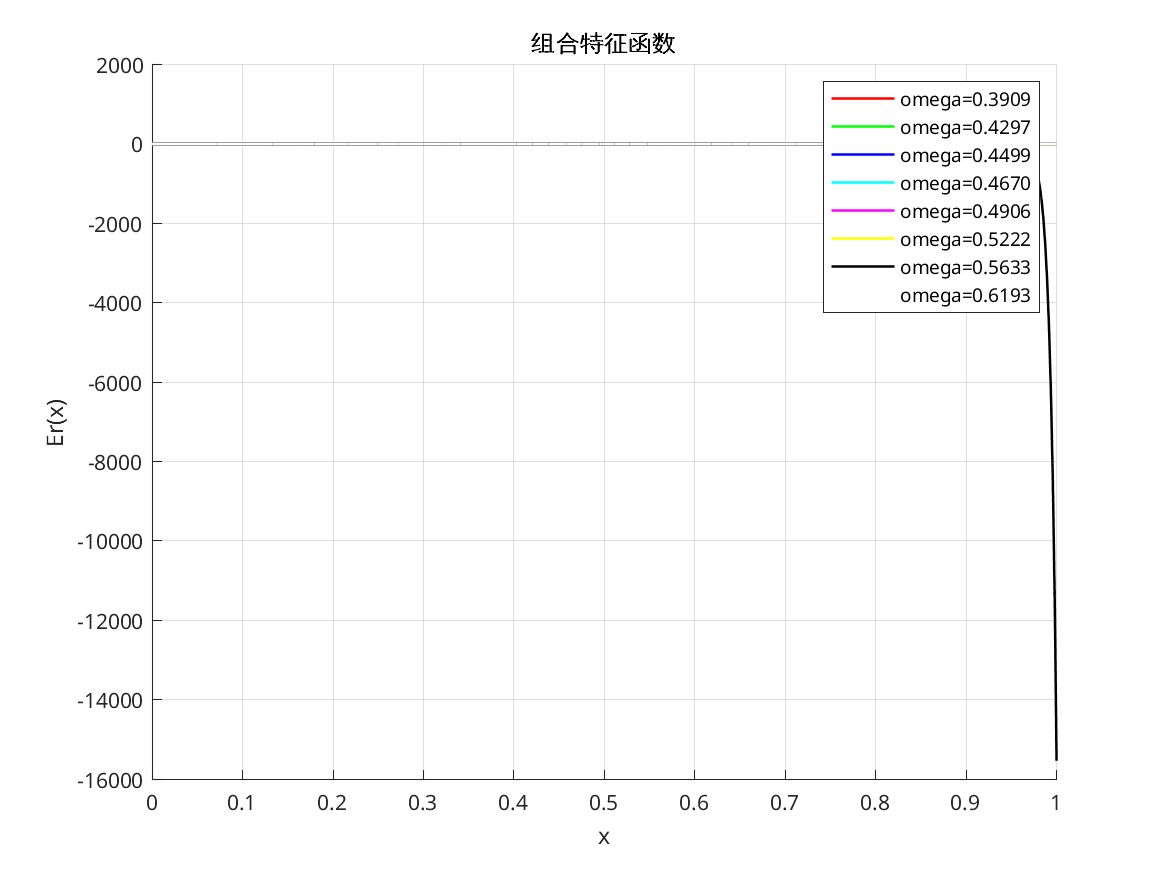 组合特征函数
2000
0
-2000
-4000
-6000
-8000
-10000
-12000
-14000
-16000
Er(x)
omega=0.3909
omega=0.4297
omega=0.4499
omega=0.4670
omega=0.4906
omega=0.5222
omega=0.5633
omega=0.6193
0 0.1 0.2 0.3 0.4 0.5 0.6 0.7 0.8 0.9 1
x